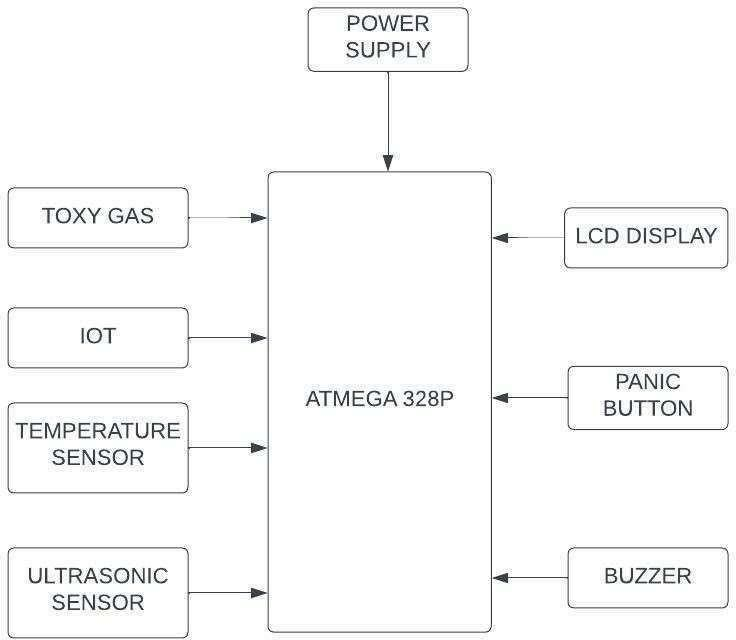 POWER
SUPPLY
TOXY GAS
LCD DISPLAY
IOT
PANIC
BUTTON
ATMEGA 328P
TEMPERATURE
SENSOR
ULTRASONIC
SENSOR
BUZZER